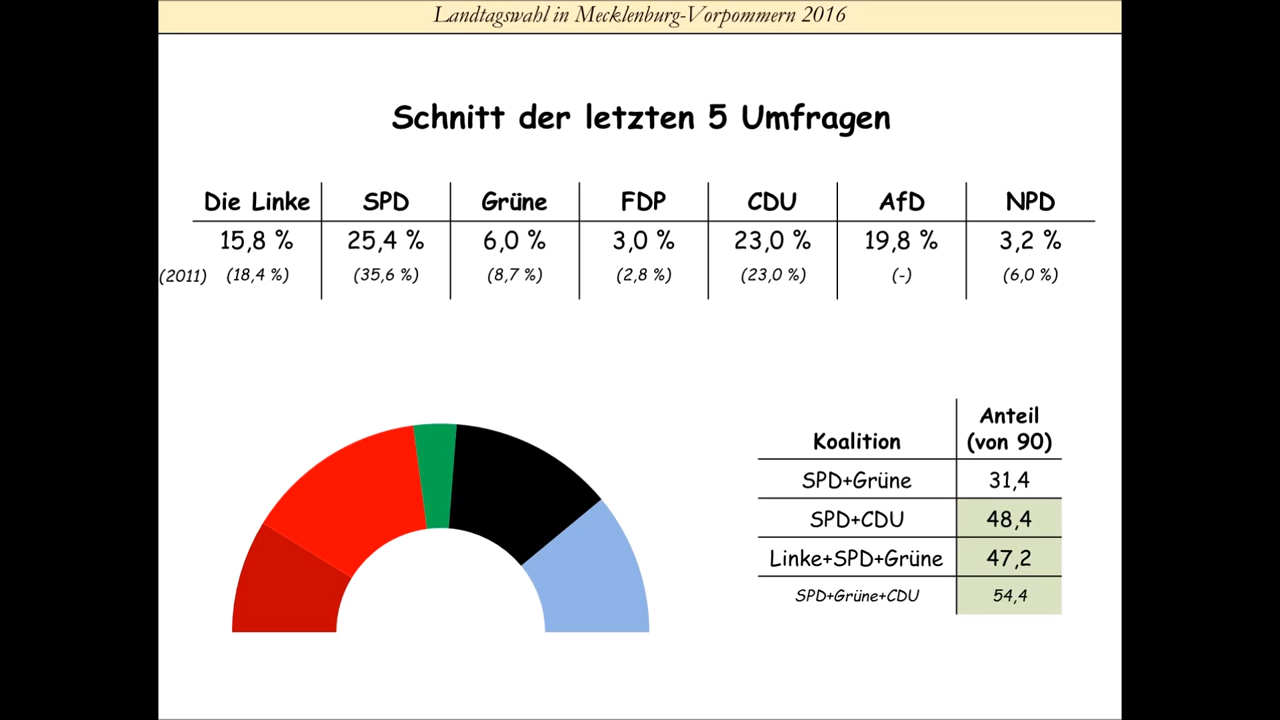 Landtagswahl in Mecklenburg-Vorpommern 2016
Schnitt der letzten 5 Umfragen
Die Linke SPD Grüne FDP CDU AfD NPD
15,8 % 25,4 % 6,0 % 3,0 % 23,0 % 19,8 % 3,2 %
(2011) (18,4 %) (35,6 %) (8,7 %) (2,8 %) (23,0 %) (-) (6,0 %)
Koalition Anteil
(von 90)
SPD+Grüne 31,4
SPD+CDU 48,4
Linke+SPD+Grüne 47,2
SPD+Grüne+CDU 54,4